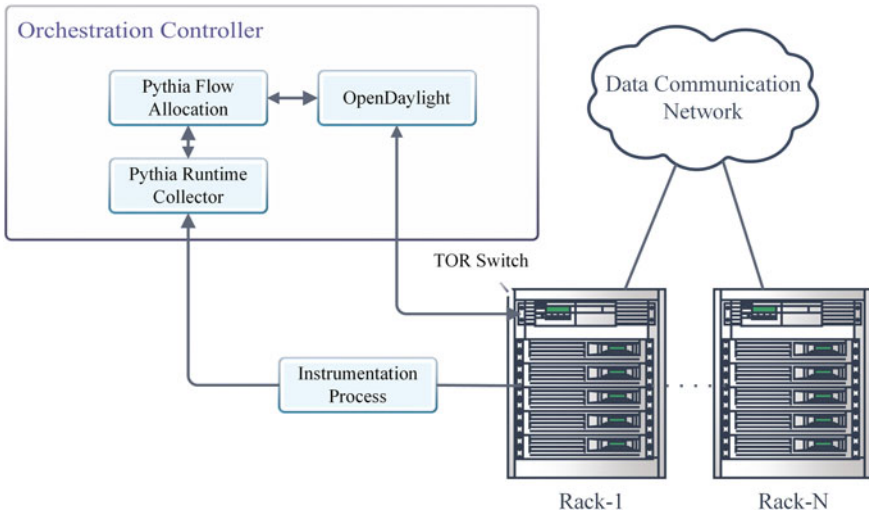 Orchestration Controller
Pythia Flow
Allocation
OpenDaylight
Data Communication
Network
Pythia Runtime
Collector
TOR Switch
Instrumentation
Process
Rack-1
Rack-N